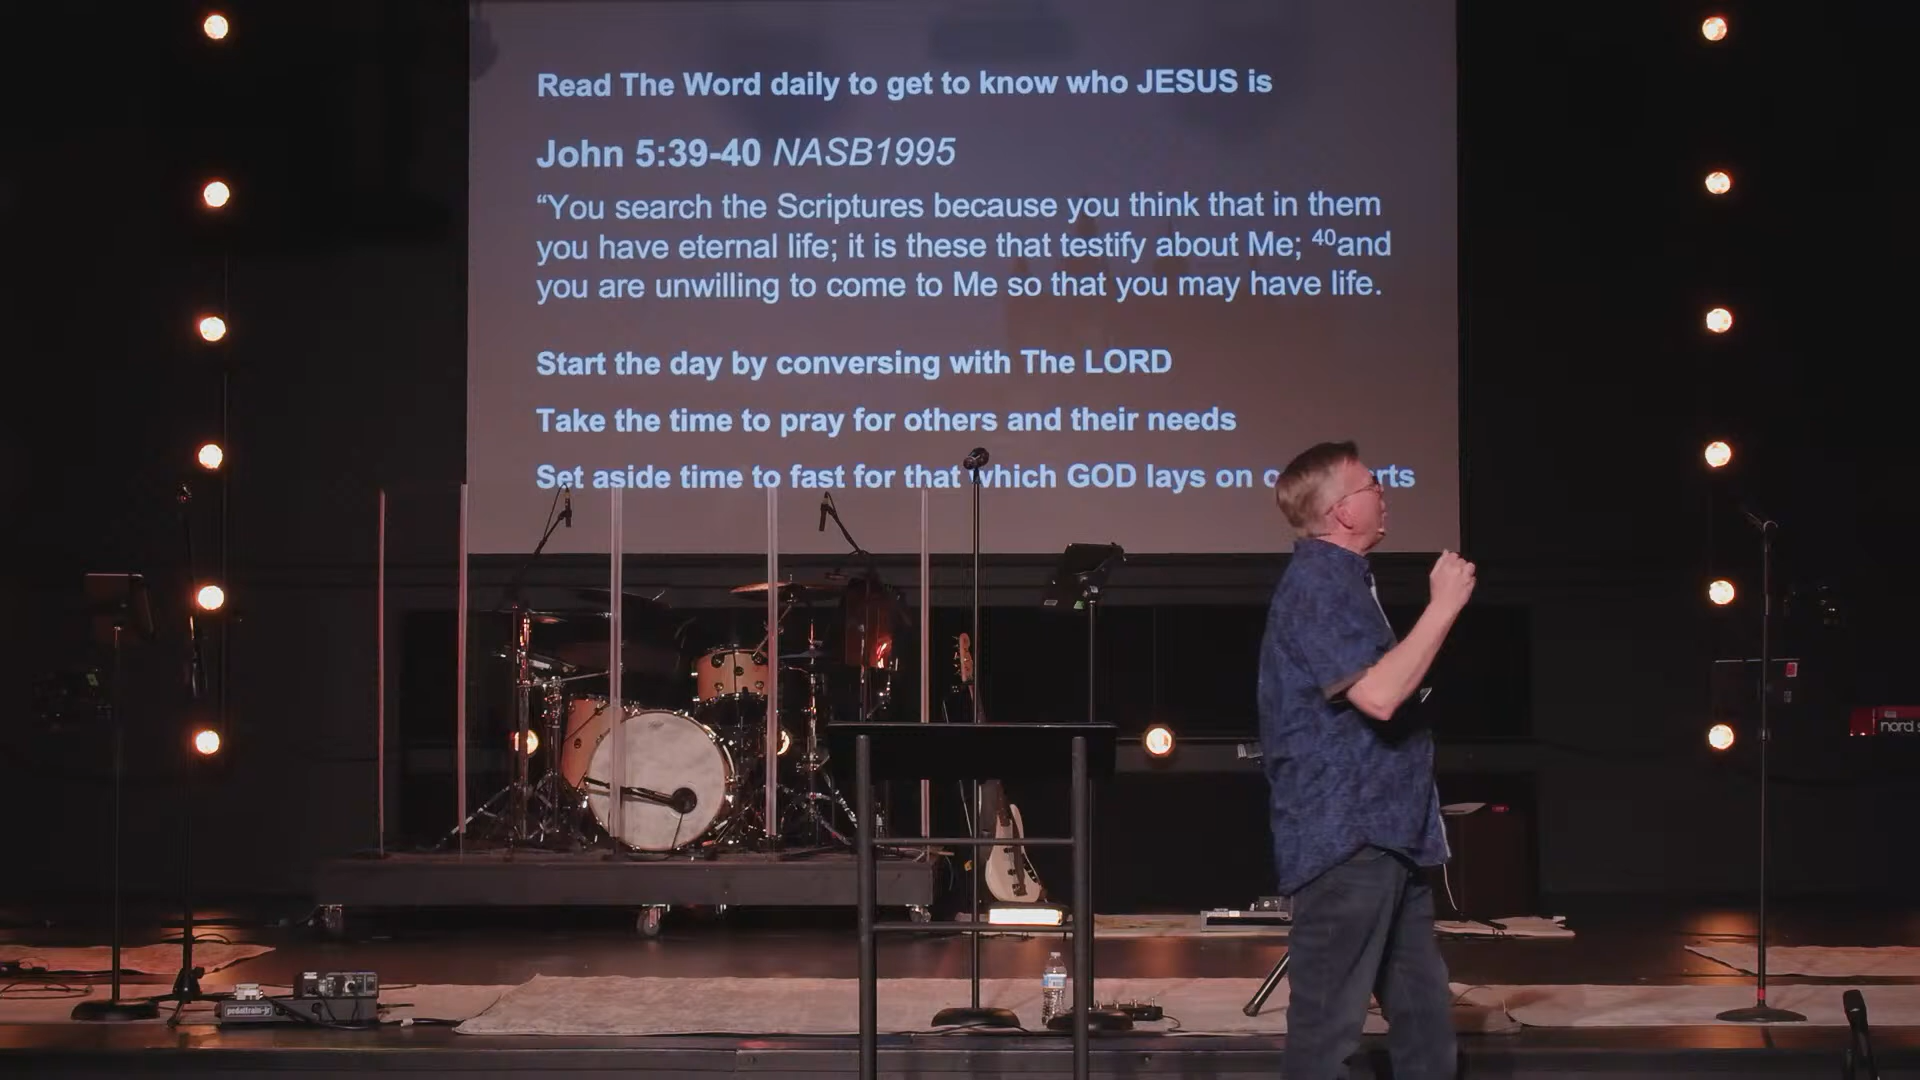 Read The Word daily to get to know who JESUS is
John 5:39-40 NASB1995
“You search the Scriptures because you think that in them
you have eternal life; it is these that testify about Me; 40and
you are unwilling to come to Me so that you may have life.
Start the day by conversing with The LORD
Take the time to pray for others and their needs
Set aside time to fast for that which GOD lays on
nord
pedaltrain-jr